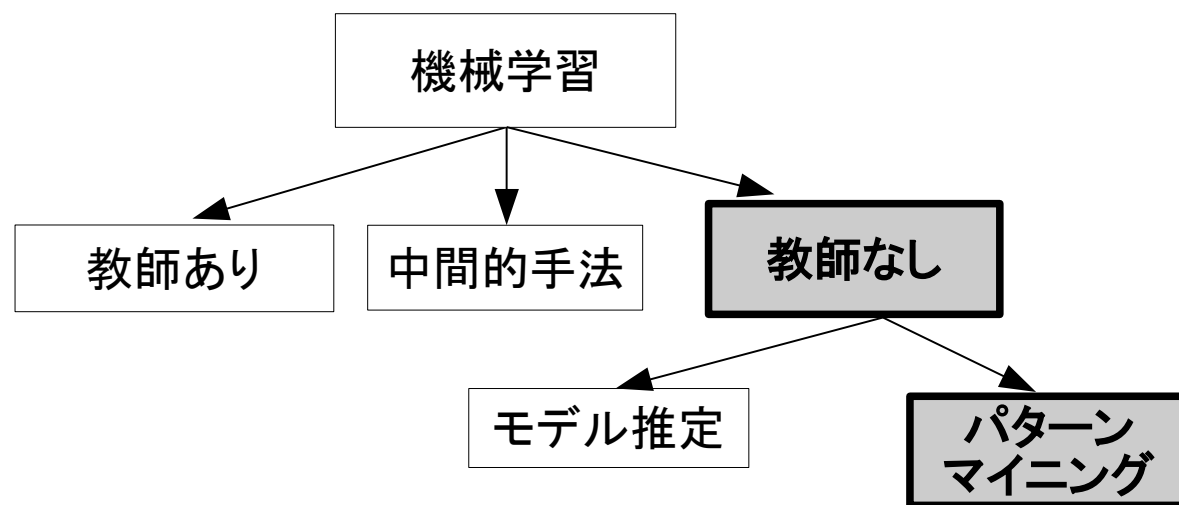 機械学習
教師あり
中間的手法
教師なし
モデル推定
パターン
マイニング